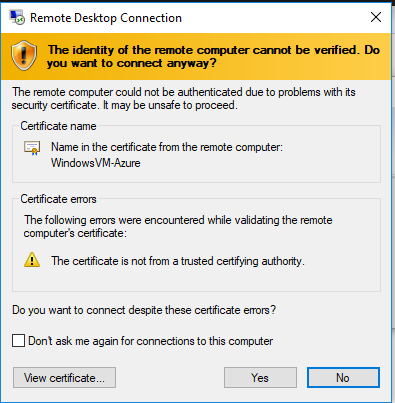 Remote Desktop Connection
The identity of the remote computer cannot be verified. Do
you want to connect anyway?
The remote computer could not be authenticated due to problems with its
security certificate. It may be unsafe to proceed.
Certificate name
Name in the certificate from the remote computer:
WindowsVM-Azure
Certificate errors
The following errors were encountered while validating the remote
computer's certificate:
The certificate is not from a trusted certifying authority.
Do you want to connect despite these certificate errors?
Don't ask me again for connections to this computer
View certificate... Yes No